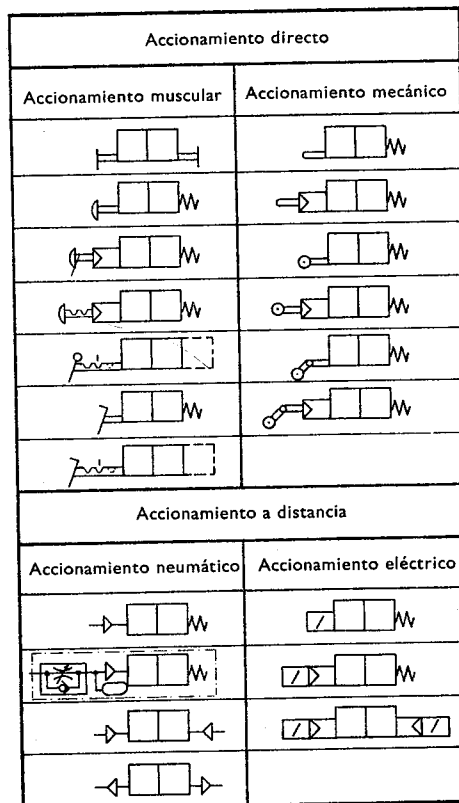 Accionamiento directo
Accionamiento muscular
Accionamiento mecánico
Accionamiento a distancia
Accionamiento neumático
Accionamiento eléctrico